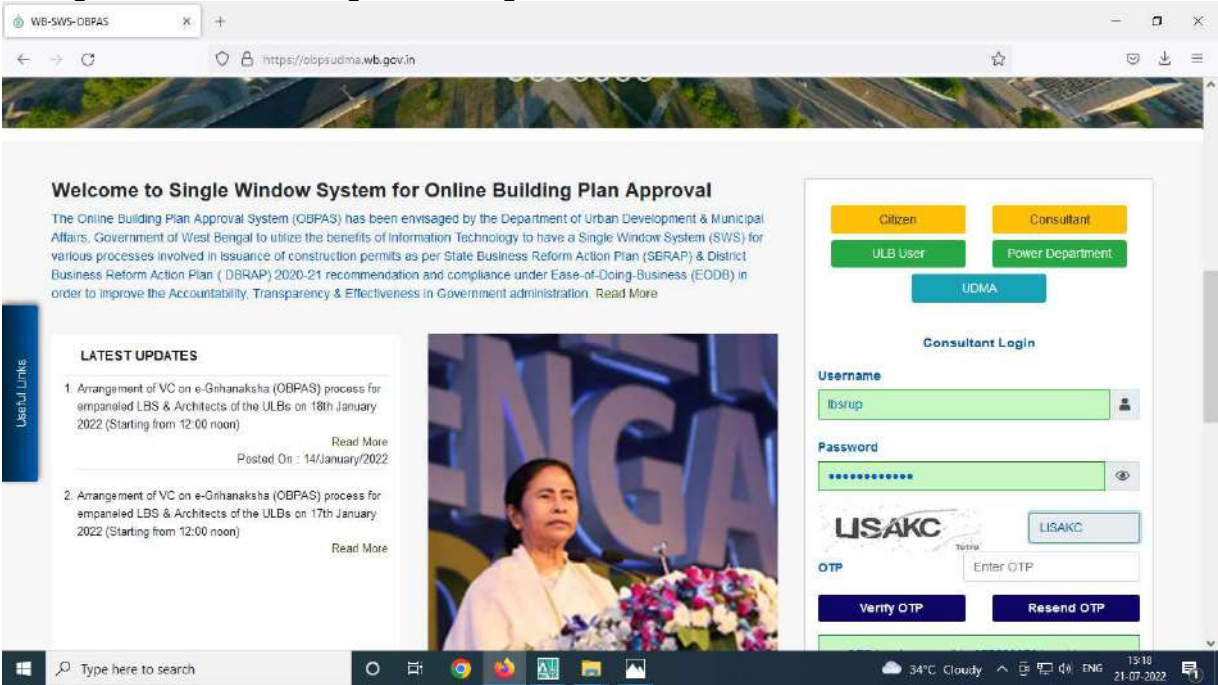 WB-SWS-OBPAS
https://obpsudma.wb.gov.in
Welcome to Single Window System for Online Building Plan Approval
The Online Building Plan Approval System (OBPAS) has been envisaged by the Department of Urban Development & Municipal
Affairs, Government of West Bengal to utilize the benefits of Information Technology to have a Single Window System (SWS) for
various processes involved in issuance of construction permits as per State Business Reform Action Plan (SBRAP) & District
Business Reform Action Plan ( DBRAP) 2020-21 recommendation and compliance under Ease-of-Doing-Business (EODB) in
order to improve the Accountability, Transparency & Effectiveness in Government administration. Read More
Useful Links
LATEST UPDATES
1. Arrangement of VC on e-Grihanaksha (OBPAS) process for
empaneled LBS & Architects of the ULBs on 18th January
2022 (Starting from 12:00 noon)
Read More
Posted On : 14/January/2022
2. Arrangement of VC on e-Grihanaksha (OBPAS) process for
empaneled LBS & Architects of the ULBs on 17th January
2022 (Starting from 12:00 noon)
Read More
ENGA
Citizen
Consultant
ULB User
Power Department
UDMA
Consultant Login
Username
lbsrup
Password
LISAKC
LISAKC
OTP
Enter OTP
Verify OTP
Resend OTP
Type here to search
34°C Cloudy
ENG
15:18
21-07-2022